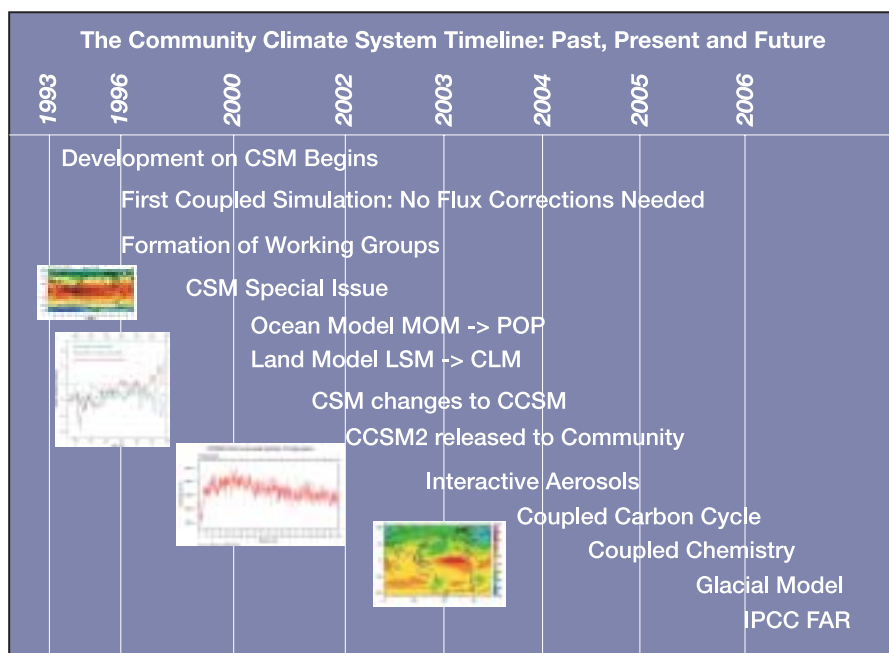 The Community Climate System Timeline: Past, Present and Future
1993 1996 2000 2002 2003 2004 2005 2006
Development on CSM Begins
First Coupled Simulation: No Flux Corrections Needed
Formation of Working Groups
CSM Special Issue
Ocean Model MOM -> POP
Land Model LSM -> CLM
CSM changes to CCSM
CCSM2 released to Community
Interactive Aerosols
Coupled Carbon Cycle
Coupled Chemistry
Glacial Model
IPCC FAR